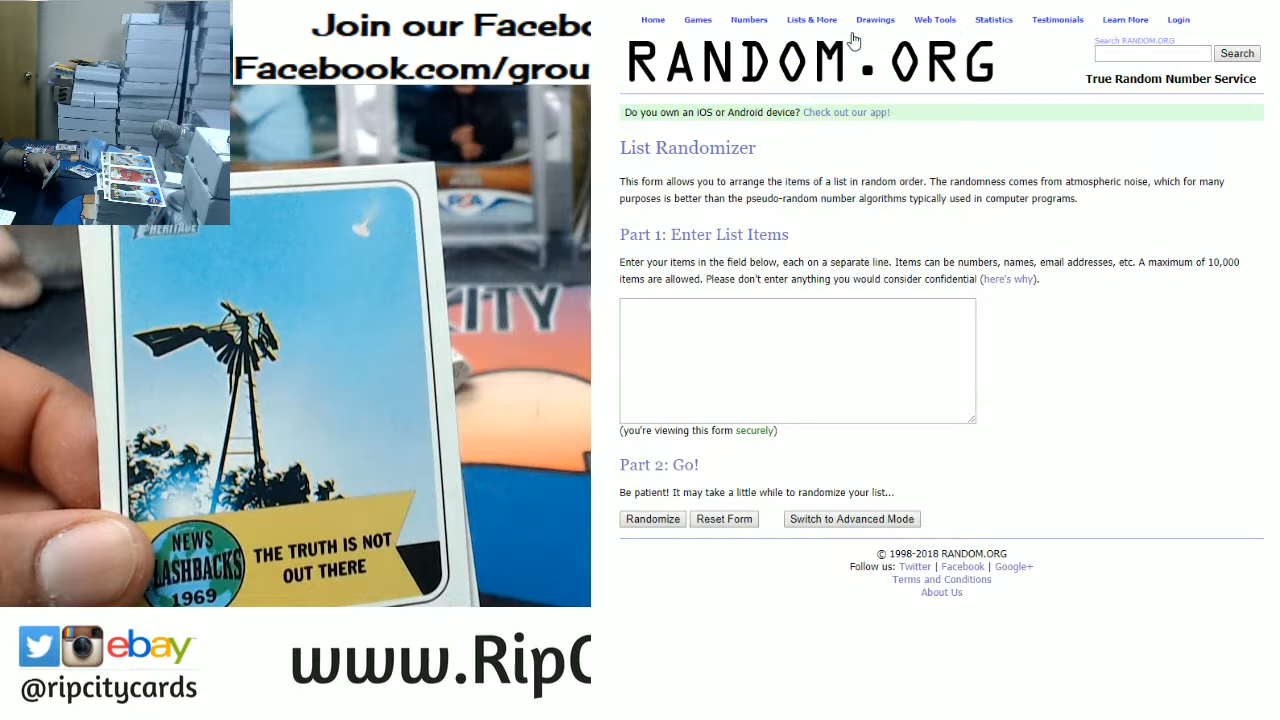 Join our Facebo
Facebook.com/grou
HERITAGE
PSA
CITY
NEWS
FLASHBACKS
1969
THE TRUTH IS NOT
OUT THERE
ebay
@ripcitycards
www.RipC
Home Games Numbers Lists & More Drawings Web Tools Statistics Testimonials Learn More Login
RANDOM.ORG
Search RANDOM.ORG
Search
True Random Number Service
Do you own an iOS or Android device? Check out our app!
List Randomizer
This form allows you to arrange the items of a list in random order. The randomness comes from atmospheric noise, which for many
purposes is better than the pseudo-random number algorithms typically used in computer programs.
Part 1: Enter List Items
Enter your items in the field below, each on a separate line. Items can be numbers, names, email addresses, etc. A maximum of 10,000
items are allowed. Please don't enter anything you would consider confidential (here's why).
(you're viewing this form securely)
Part 2: Go!
Be patient! It may take a little while to randomize your list...
Randomize Reset Form Switch to Advanced Mode
© 1998-2018 RANDOM.ORG
Follow us: Twitter | Facebook | Google+
Terms and Conditions
About Us